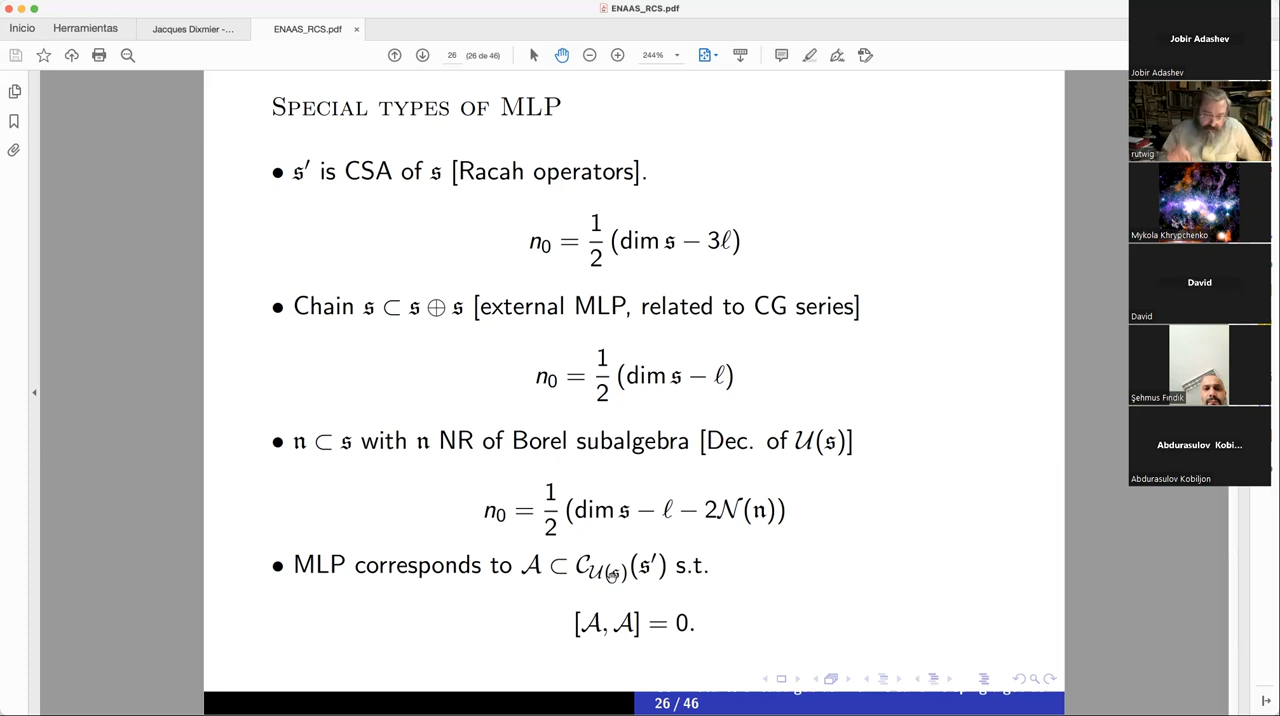 ENAAS_RCS.pdf
Inicio Herramientas Jacques Dixmier -... ENAAS_RCS.pdf ×
26 (26 de 46) 244%
SPECIAL TYPES OF MLP
• 𝔰′ is CSA of 𝔰 [Racah operators].
n₀ = 1/2 (dim 𝔰 − 3ℓ)
• Chain 𝔰 ⊂ 𝔰 ⊕ 𝔰 [external MLP, related to CG series]
n₀ = 1/2 (dim 𝔰 − ℓ)
• 𝔫 ⊂ 𝔰 with 𝔫 NR of Borel subalgebra [Dec. of 𝒰(𝔰)]
n₀ = 1/2 (dim 𝔰 − ℓ − 2𝒩(𝔫))
• MLP corresponds to 𝒜 ⊂ 𝒞_𝒰(𝔰)(𝔰′) s.t.
[𝒜, 𝒜] = 0.
26 / 46
Jobir Adashev
Jobir Adashev
rutwig
Mykola Khrypchenko
David
David
Şehmus Fındık
Abdurasulov Kobi...
Abdurasulov Kobiljon